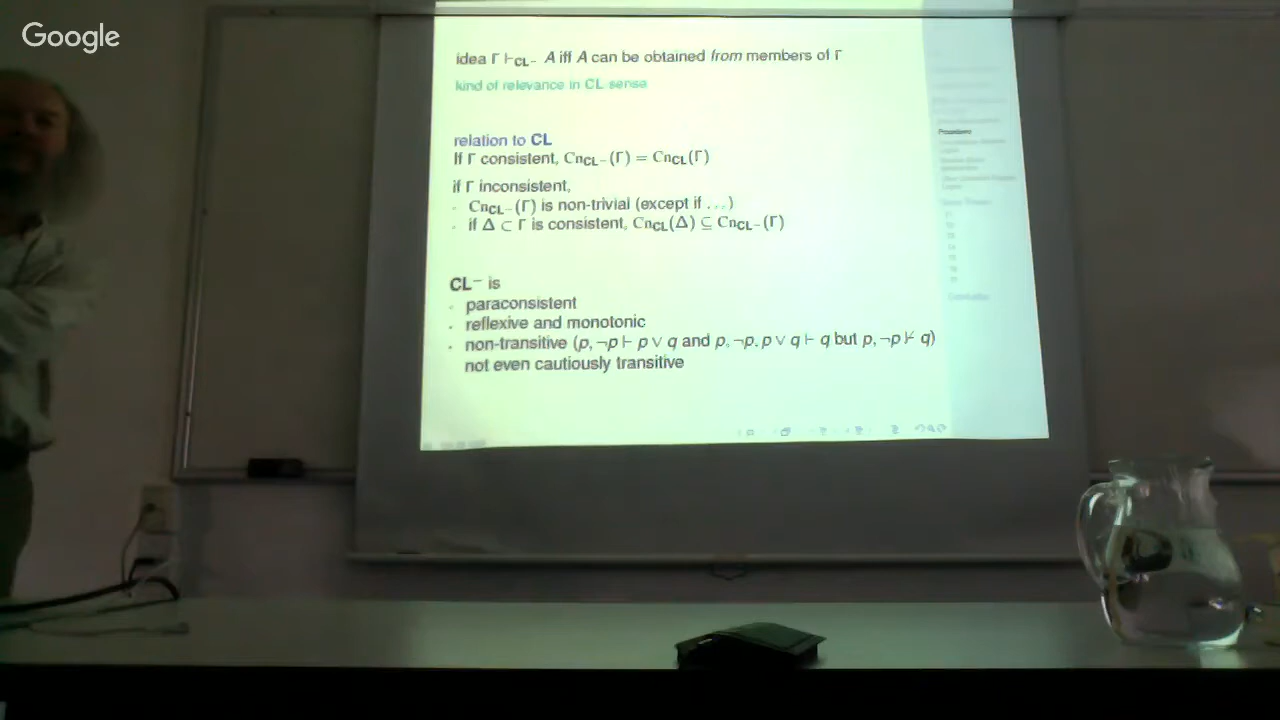 Google
idea Γ ⊢CL− A iff A can be obtained from members of Γ
kind of relevance in CL sense
relation to CL
If Γ consistent, CnCL−(Γ) = CnCL(Γ)
if Γ inconsistent,
· CnCL−(Γ) is non-trivial (except if . . .)
· if Δ ⊂ Γ is consistent, CnCL(Δ) ⊆ CnCL−(Γ)
CL− is
· paraconsistent
· reflexive and monotonic
· non-transitive (p, ¬p ⊢ p ∨ q and p, ¬p, p ∨ q ⊢ q but p, ¬p ⊬ q)
not even cautiously transitive
Procedures